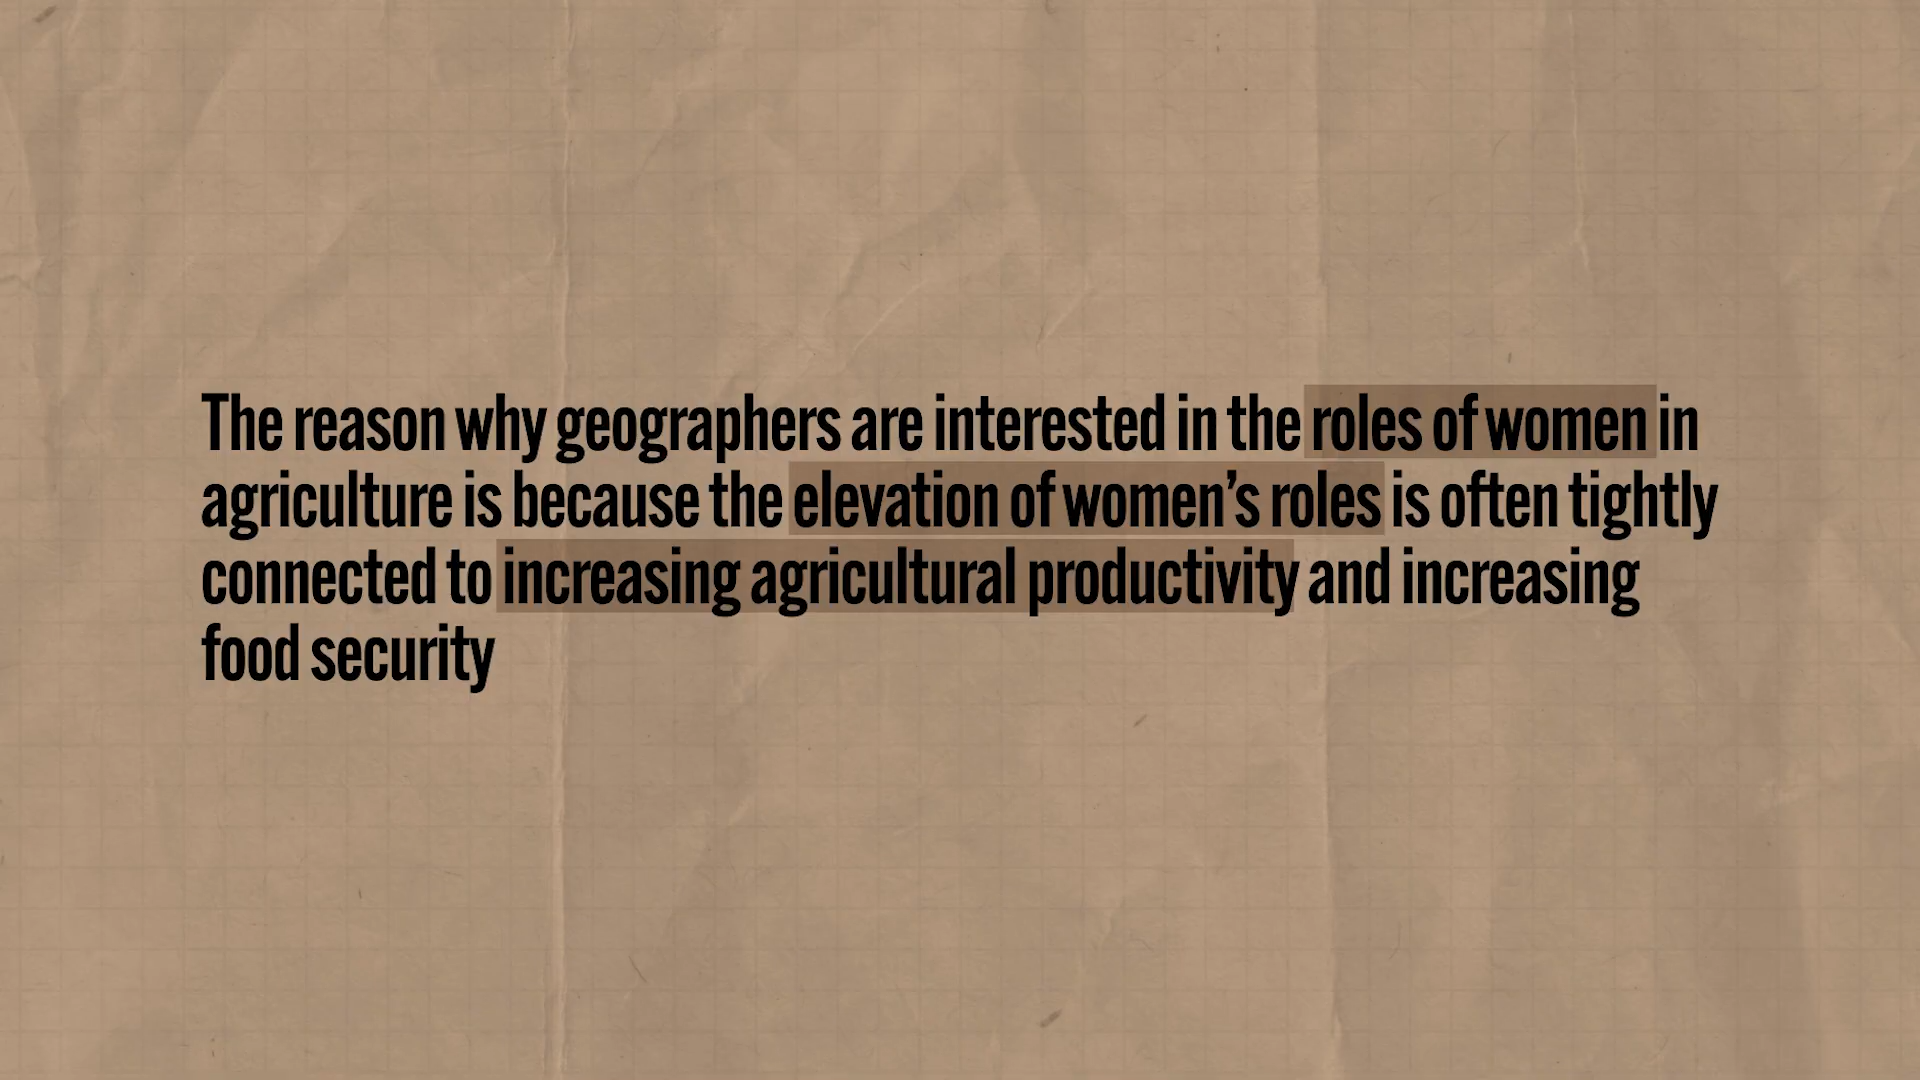 The reason why geographers are interested in the roles of women in
agriculture is because the elevation of women’s roles is often tightly
connected to increasing agricultural productivity and increasing
food security